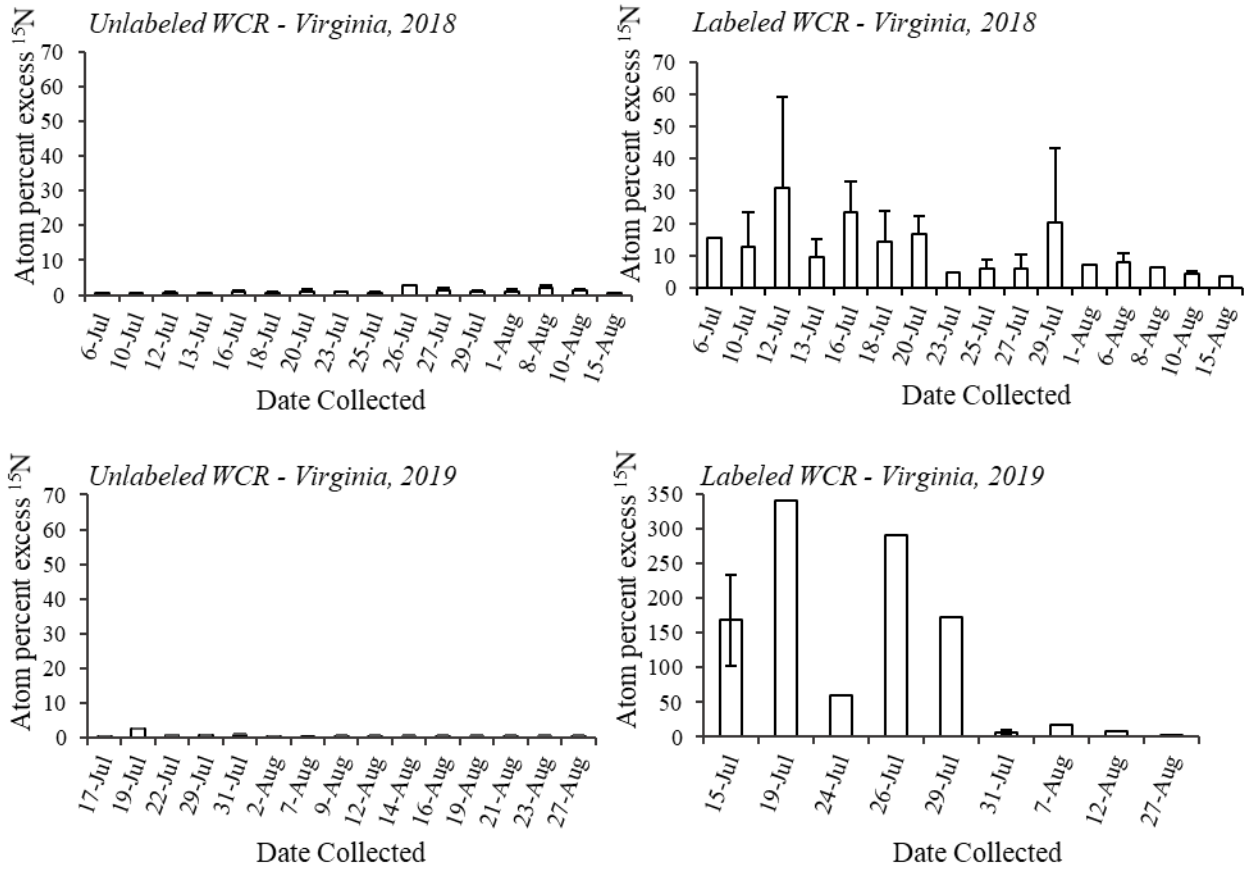 Unlabeled WCR - Virginia, 2018
Atom percent excess ¹⁵N
70
60
50
40
30
20
10
0
6-Jul
10-Jul
12-Jul
13-Jul
16-Jul
18-Jul
20-Jul
23-Jul
25-Jul
26-Jul
27-Jul
29-Jul
1-Aug
8-Aug
10-Aug
15-Aug
Date Collected
Labeled WCR - Virginia, 2018
Atom percent excess ¹⁵N
70
60
50
40
30
20
10
0
6-Jul
10-Jul
12-Jul
13-Jul
16-Jul
18-Jul
20-Jul
23-Jul
25-Jul
27-Jul
29-Jul
1-Aug
6-Aug
8-Aug
10-Aug
15-Aug
Date Collected
Unlabeled WCR - Virginia, 2019
Atom percent excess ¹⁵N
70
60
50
40
30
20
10
0
17-Jul
19-Jul
22-Jul
29-Jul
31-Jul
2-Aug
7-Aug
9-Aug
12-Aug
14-Aug
16-Aug
19-Aug
21-Aug
23-Aug
27-Aug
Date Collected
Labeled WCR - Virginia, 2019
Atom percent excess ¹⁵N
350
300
250
200
150
100
50
0
15-Jul
19-Jul
24-Jul
26-Jul
29-Jul
31-Jul
7-Aug
12-Aug
27-Aug
Date Collected